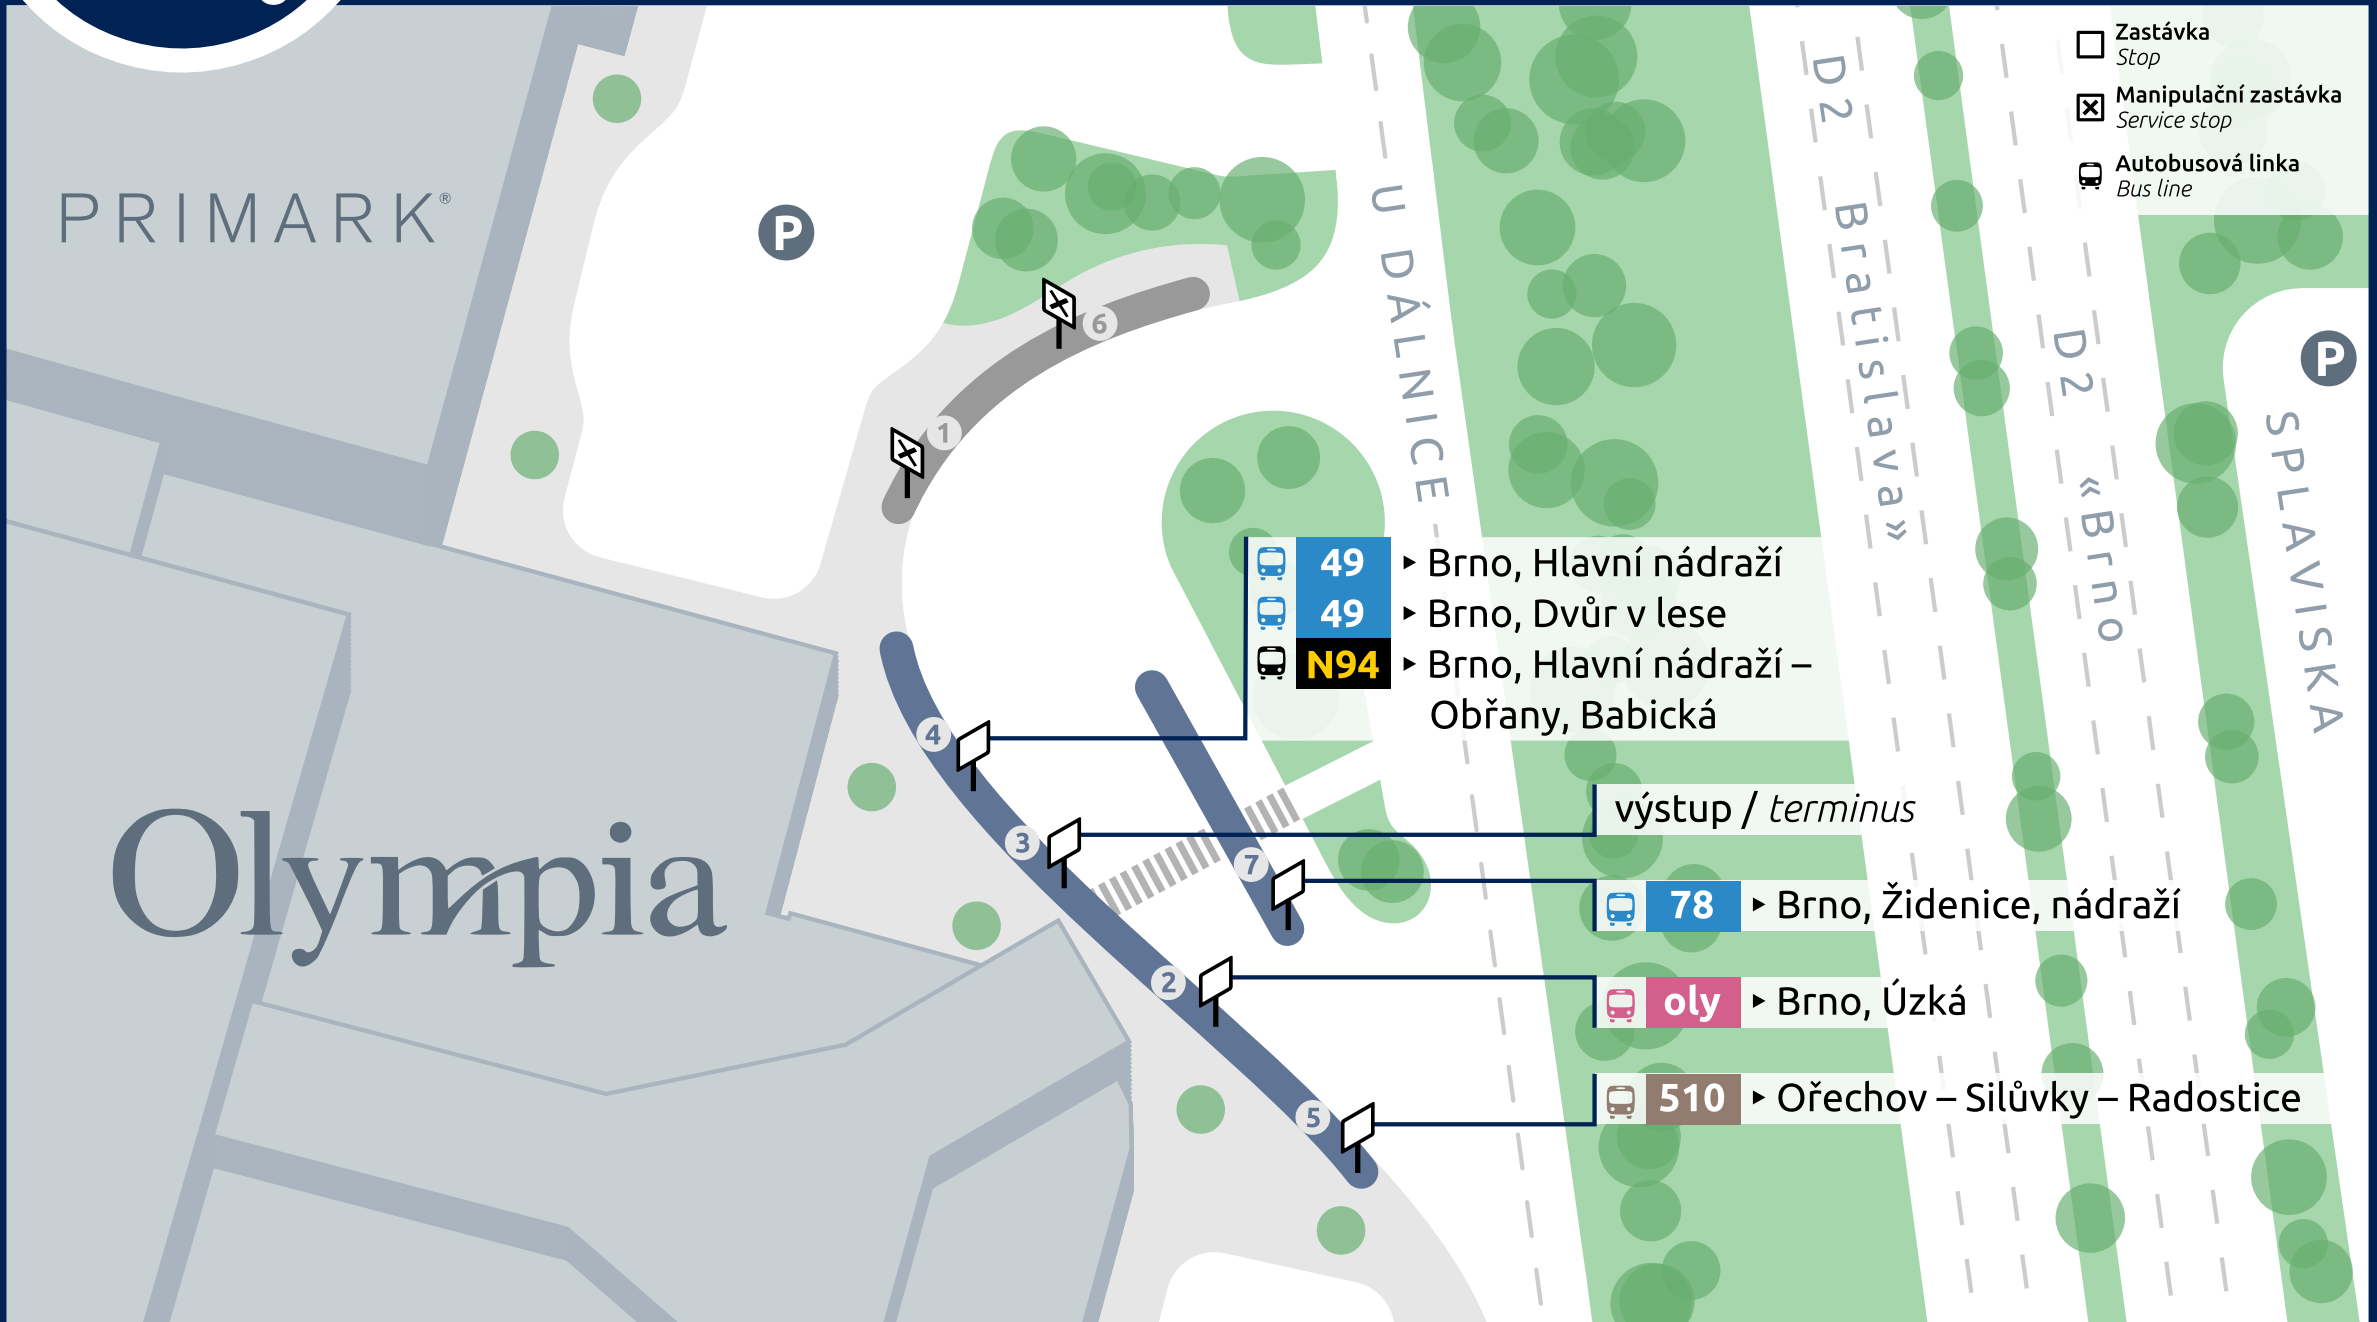 Zastávka
Stop
Manipulační zastávka
Service stop
Autobusová linka
Bus line
PRIMARK®
P
U DÁLNICE
D2 Bratislava»
D2 «Brno
P
SPLAVISKA
6
1
49 Brno, Hlavní nádraží
49 Brno, Dvůr v lese
N94 Brno, Hlavní nádraží –
Obřany, Babická
4
3
výstup / terminus
Olympia
7
78 Brno, Židenice, nádraží
2
oly Brno, Úzká
5
510 Ořechov – Silůvky – Radostice